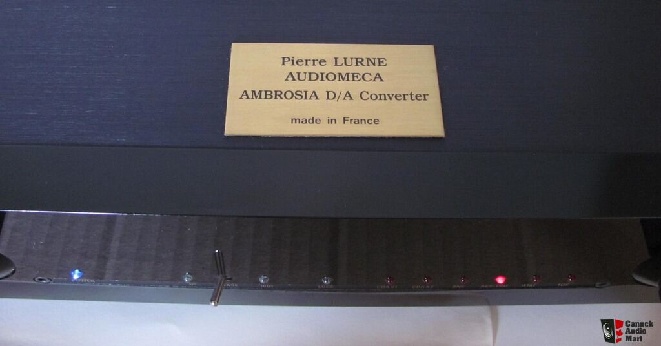 Pierre LURNE
AUDIOMECA
AMBROSIA D/A Converter
made in France
Canuck
Audio
Mart